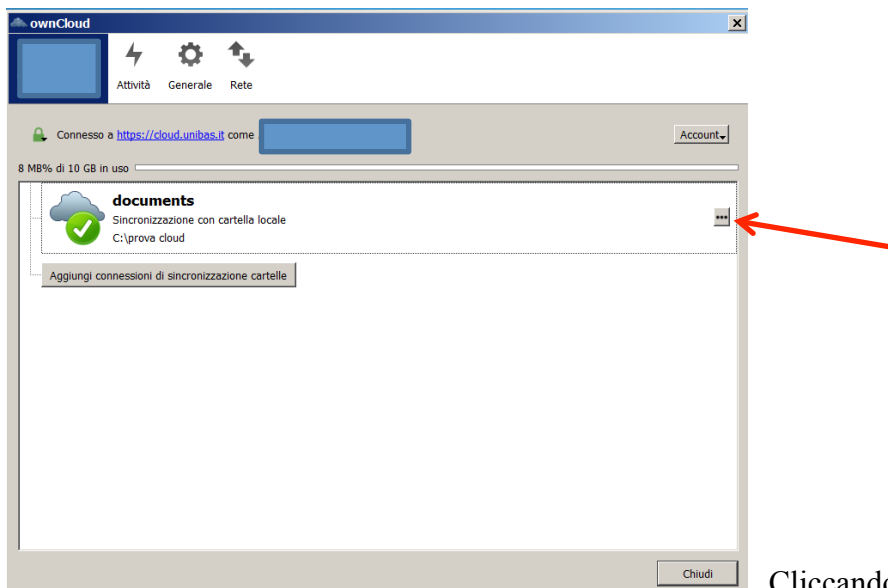 ownCloud
Attività Generale Rete
Connesso a https://cloud.unibas.it come
Account
8 MB% di 10 GB in uso
documents
Sincronizzazione con cartella locale
C:\prova cloud
Aggiungi connessioni di sincronizzazione cartelle
Chiudi
Cliccando